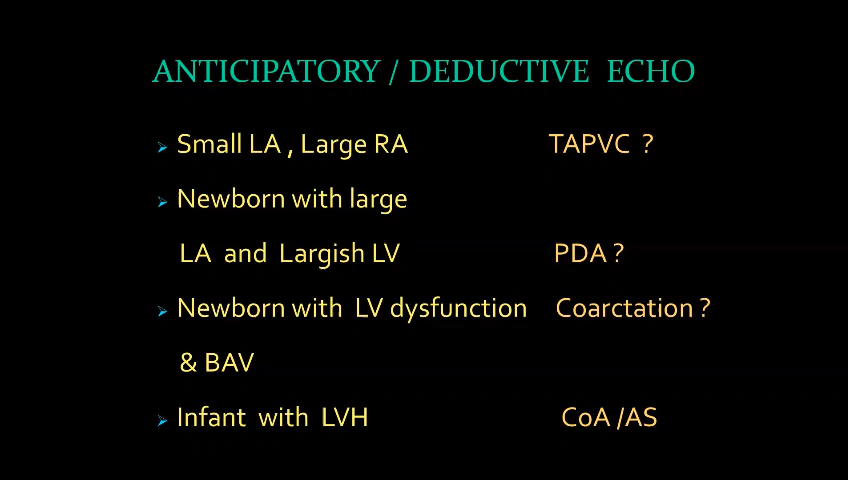 ANTICIPATORY / DEDUCTIVE ECHO
Small LA , Large RA TAPVC ?
Newborn with large
LA and Largish LV PDA ?
Newborn with LV dysfunction Coarctation ?
& BAV
Infant with LVH CoA /AS